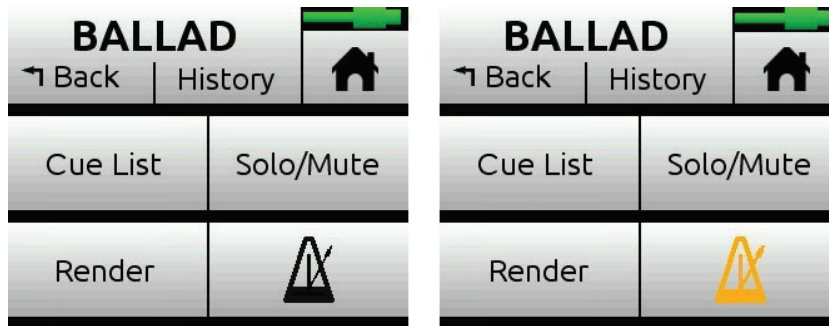 BALLAD
Back History
Cue List Solo/Mute
Render
BALLAD
Back History
Cue List Solo/Mute
Render